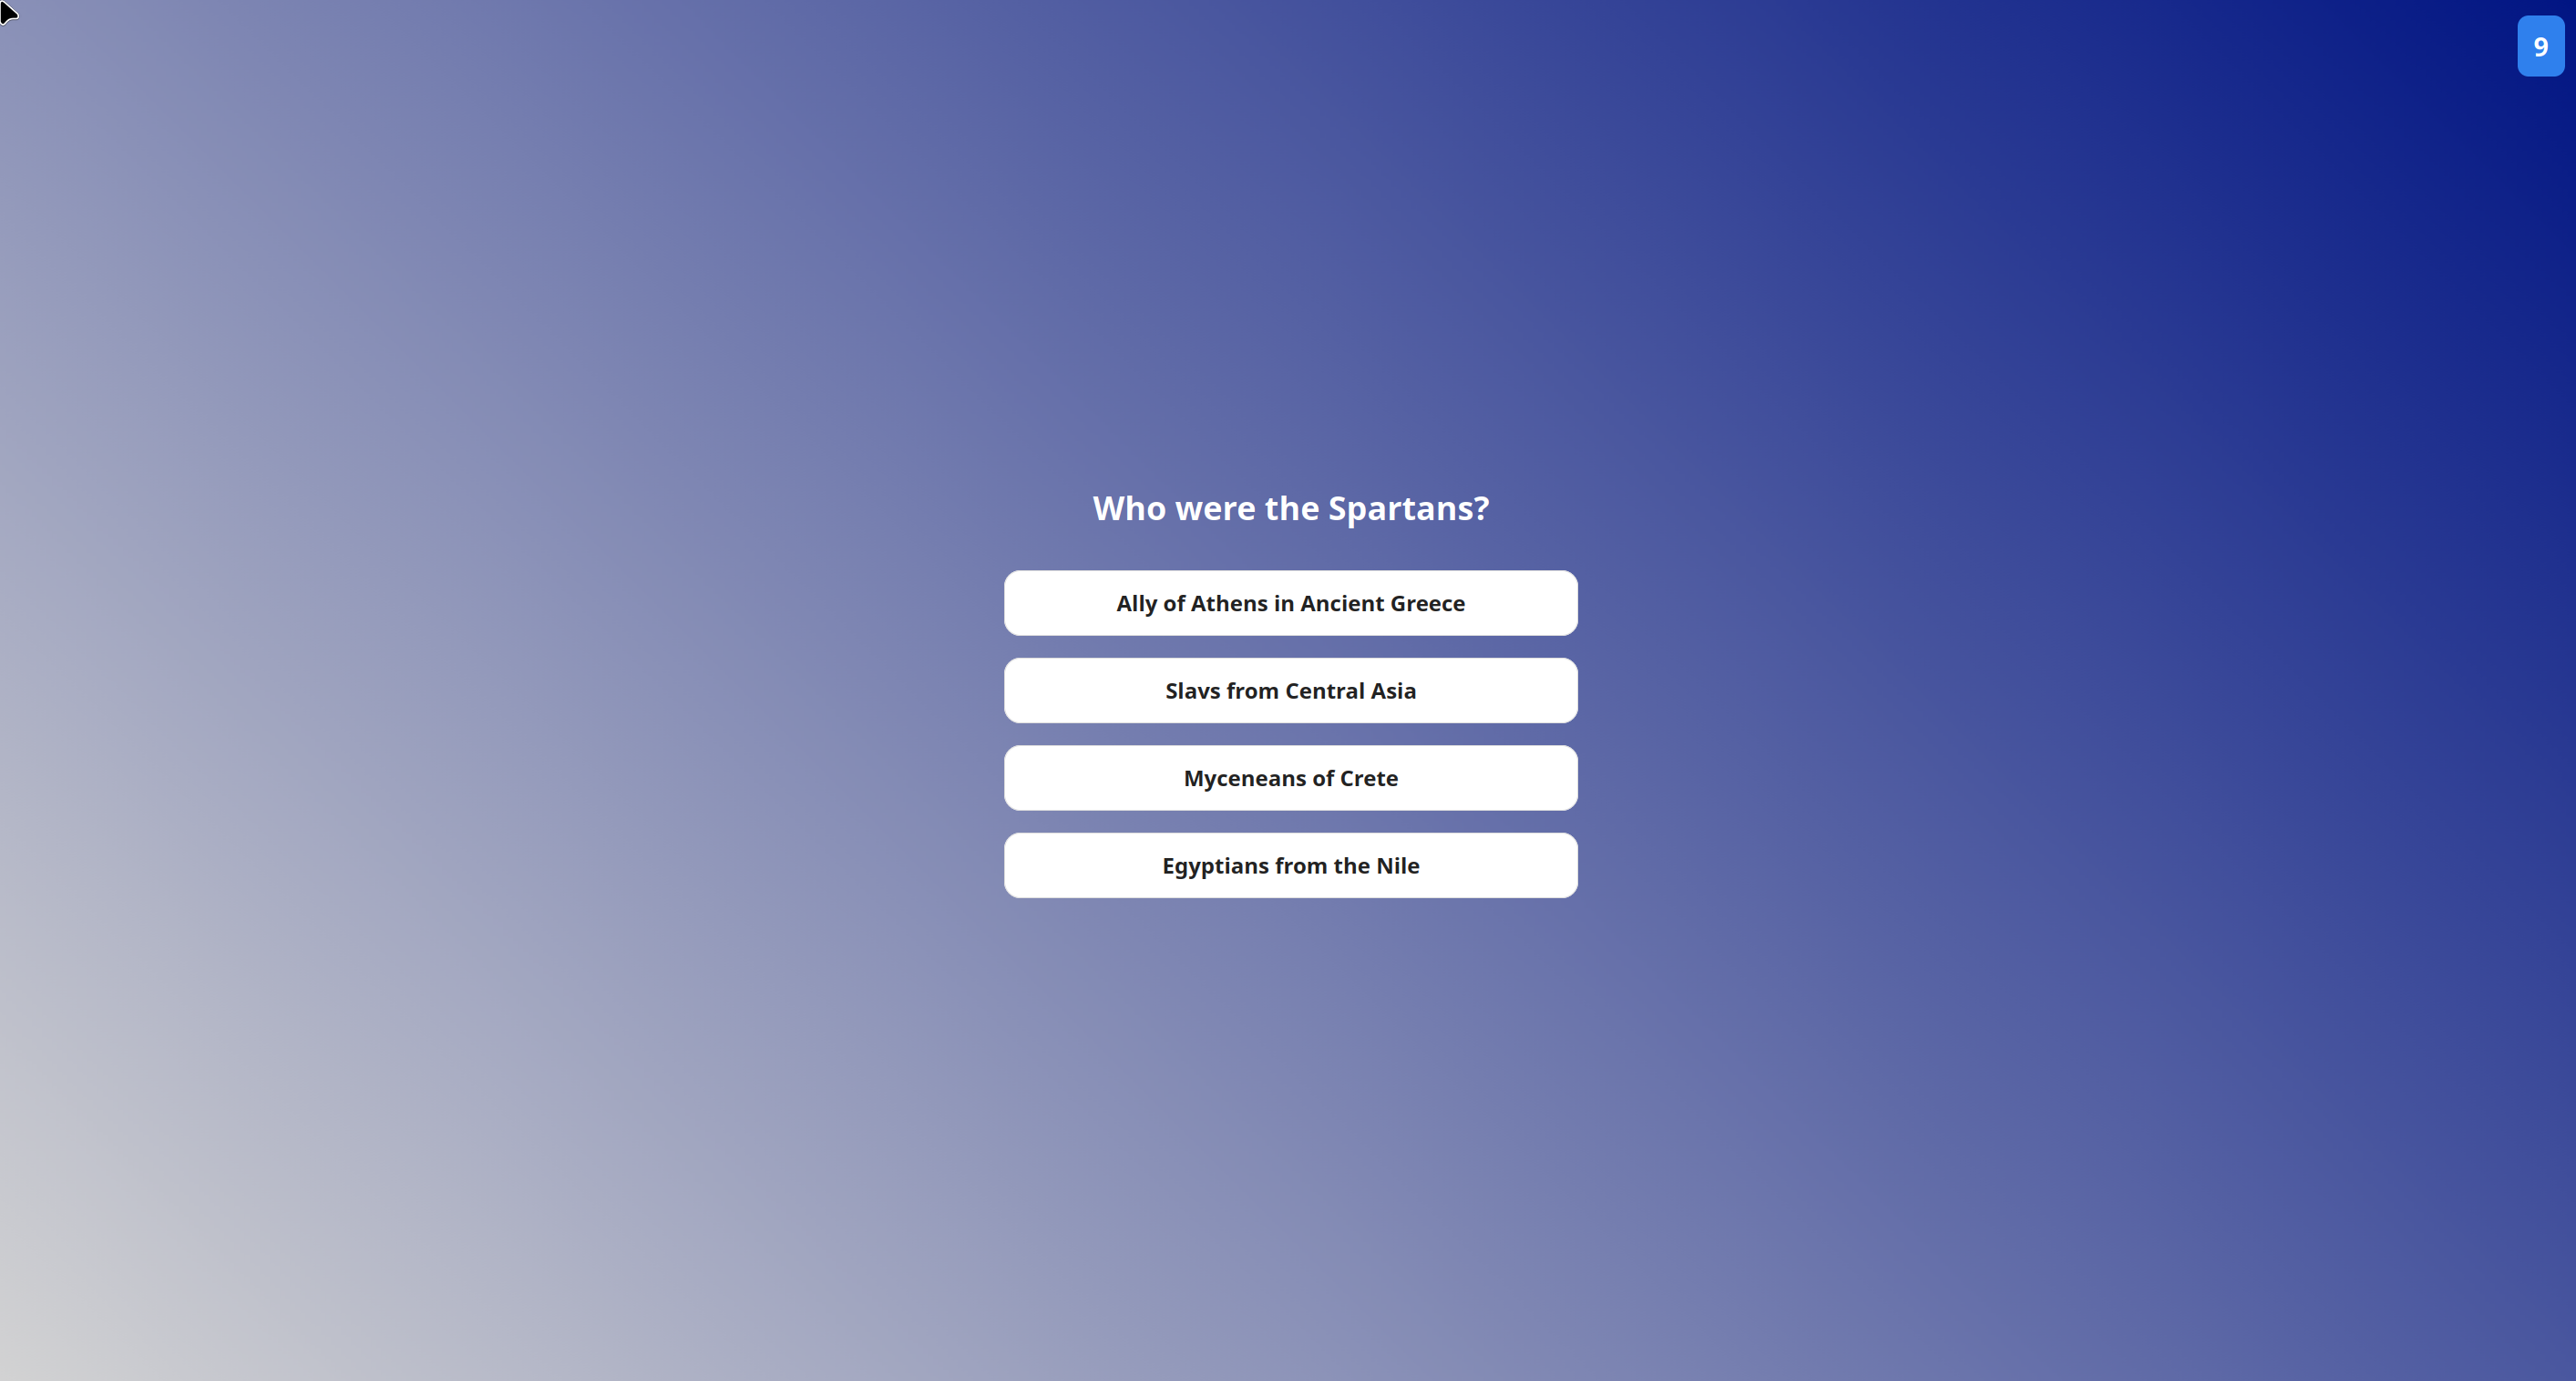 9
Who were the Spartans?
Ally of Athens in Ancient Greece
Slavs from Central Asia
Myceneans of Crete
Egyptians from the Nile